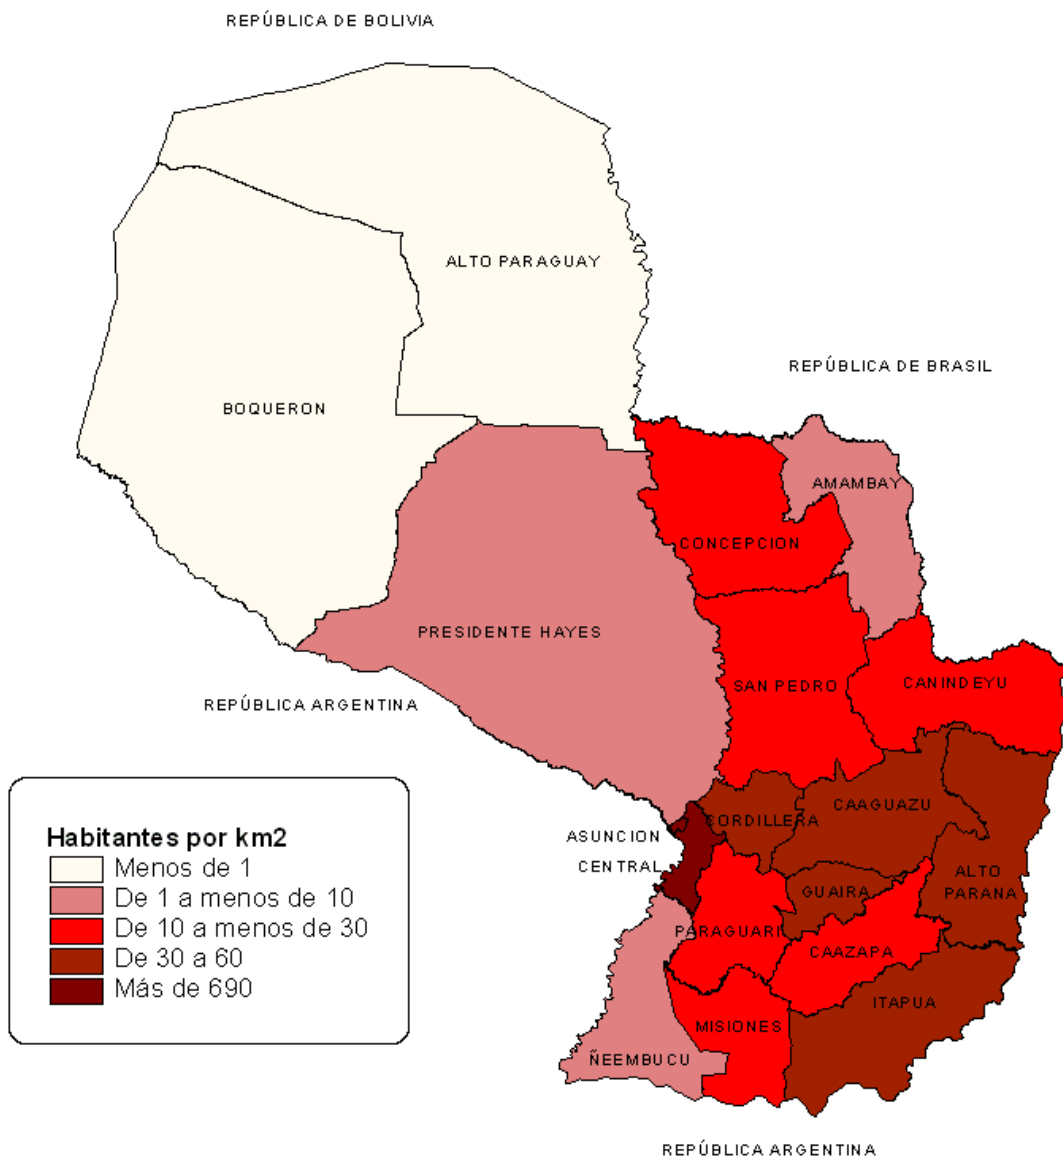 REPÚBLICA DE BOLIVIA
ALTO PARAGUAY
REPÚBLICA DE BRASIL
BOQUERON
AMAMBAY
CONCEPCION
PRESIDENTE HAYES
SAN PEDRO
CANINDEYU
REPÚBLICA ARGENTINA
CAAGUAZU
CORDILLERA
ASUNCION
CENTRAL
ALTO
PARANA
GUAIRA
PARAGUARI
CAAZAPA
ITAPUA
MISIONES
ÑEEMBUCU
Habitantes por km2
Menos de 1
De 1 a menos de 10
De 10 a menos de 30
De 30 a 60
Más de 690
REPÚBLICA ARGENTINA